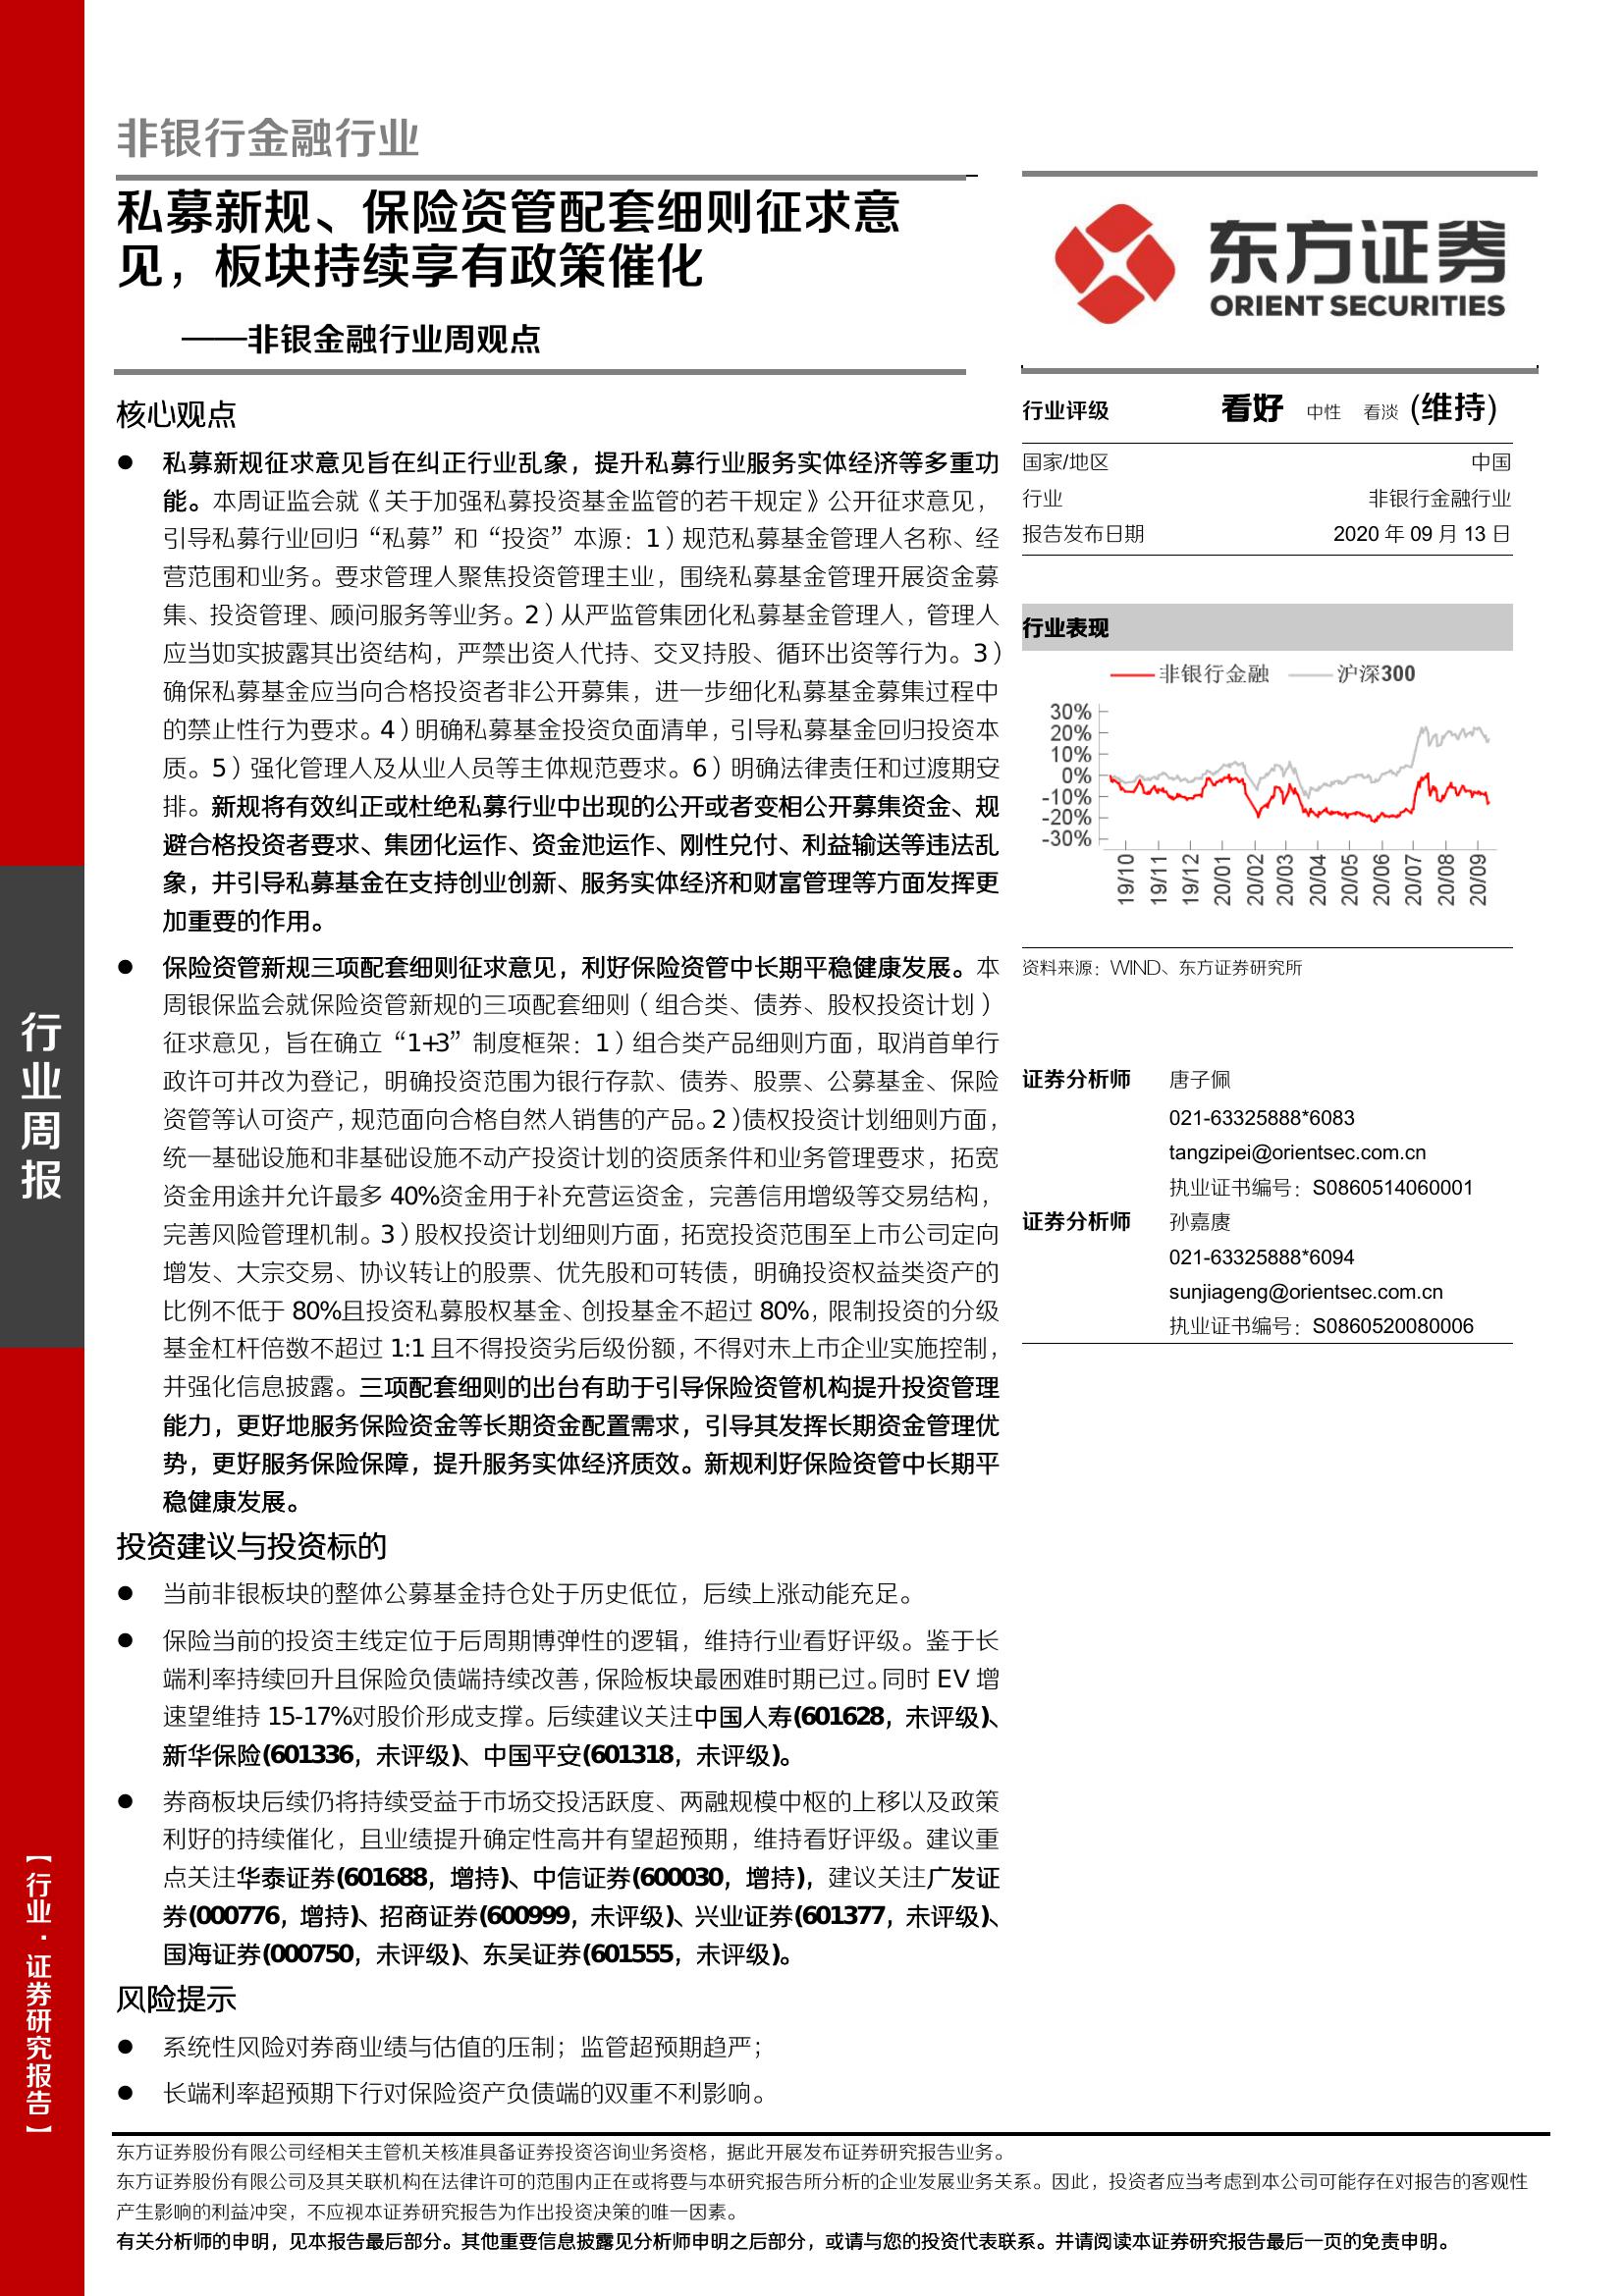 非银行金融行业
私募新规、保险资管配套细则征求意
见，板块持续享有政策催化
——非银金融行业周观点
东方证券
ORIENT SECURITIES
核心观点
● 私募新规征求意见旨在纠正行业乱象，提升私募行业服务实体经济等多重功
能。本周证监会就《关于加强私募投资基金监管的若干规定》公开征求意见，
引导私募行业回归“私募”和“投资”本源：1）规范私募基金管理人名称、经
营范围和业务。要求管理人聚焦投资管理主业，围绕私募基金管理开展资金募
集、投资管理、顾问服务等业务。2）从严监管集团化私募基金管理人，管理人
应当如实披露其出资结构，严禁出资人代持、交叉持股、循环出资等行为。3）
确保私募基金应当向合格投资者非公开募集，进一步细化私募基金募集过程中
的禁止性行为要求。4）明确私募基金投资负面清单，引导私募基金回归投资本
质。5）强化管理人及从业人员等主体规范要求。6）明确法律责任和过渡期安
排。新规将有效纠正或杜绝私募行业中出现的公开或者变相公开募集资金、规
避合格投资者要求、集团化运作、资金池运作、刚性兑付、利益输送等违法乱
象，并引导私募基金在支持创业创新、服务实体经济和财富管理等方面发挥更
加重要的作用。
● 保险资管新规三项配套细则征求意见，利好保险资管中长期平稳健康发展。本
周银保监会就保险资管新规的三项配套细则（组合类、债券、股权投资计划）
征求意见，旨在确立“1+3”制度框架：1）组合类产品细则方面，取消首单行
政许可并改为登记，明确投资范围为银行存款、债券、股票、公募基金、保险
资管等认可资产，规范面向合格自然人销售的产品。2）债权投资计划细则方面，
统一基础设施和非基础设施不动产投资计划的资质条件和业务管理要求，拓宽
资金用途并允许最多 40%资金用于补充营运资金，完善信用增级等交易结构，
完善风险管理机制。3）股权投资计划细则方面，拓宽投资范围至上市公司定向
增发、大宗交易、协议转让的股票、优先股和可转债，明确投资权益类资产的
比例不低于 80%且投资私募股权基金、创投基金不超过 80%，限制投资的分级
基金杠杆倍数不超过 1:1 且不得投资劣后级份额，不得对未上市企业实施控制，
并强化信息披露。三项配套细则的出台有助于引导保险资管机构提升投资管理
能力，更好地服务保险资金等长期资金配置需求，引导其发挥长期资金管理优
势，更好服务保险保障，提升服务实体经济质效。新规利好保险资管中长期平
稳健康发展。
投资建议与投资标的
● 当前非银板块的整体公募基金持仓处于历史低位，后续上涨动能充足。
● 保险当前的投资主线定位于后周期博弹性的逻辑，维持行业看好评级。鉴于长
端利率持续回升且保险负债端持续改善，保险板块最困难时期已过。同时 EV 增
速望维持 15-17%对股价形成支撑。后续建议关注中国人寿(601628，未评级)、
新华保险(601336，未评级)、中国平安(601318，未评级)。
● 券商板块后续仍将持续受益于市场交投活跃度、两融规模中枢的上移以及政策
利好的持续催化，且业绩提升确定性高并有望超预期，维持看好评级。建议重
点关注华泰证券(601688，增持)、中信证券(600030，增持)，建议关注广发证
券(000776，增持)、招商证券(600999，未评级)、兴业证券(601377，未评级)、
国海证券(000750，未评级)、东吴证券(601555，未评级)。
风险提示
● 系统性风险对券商业绩与估值的压制；监管超预期趋严；
● 长端利率超预期下行对保险资产负债端的双重不利影响。
行业评级 看好 中性 看淡 (维持)
国家/地区 中国
行业 非银行金融行业
报告发布日期 2020 年 09 月 13 日
行业表现
非银行金融 沪深300
30%
20%
10%
0%
-10%
-20%
-30%
19/10 19/11 19/12 20/01 20/02 20/03 20/04 20/05 20/06 20/07 20/08 20/09
资料来源：WIND、东方证券研究所
证券分析师 唐子佩
021-63325888*6083
tangzipei@orientsec.com.cn
执业证书编号：S0860514060001
证券分析师 孙嘉赓
021-63325888*6094
sunjiageng@orientsec.com.cn
执业证书编号：S0860520080006
行业周报
【行业·证券研究报告】
东方证券股份有限公司经相关主管机关核准具备证券投资咨询业务资格，据此开展发布证券研究报告业务。
东方证券股份有限公司及其关联机构在法律许可的范围内正在或将要与本研究报告所分析的企业发展业务关系。因此，投资者应当考虑到本公司可能存在对报告的客观性
产生影响的利益冲突，不应视本证券研究报告为作出投资决策的唯一因素。
有关分析师的申明，见本报告最后部分。其他重要信息披露见分析师申明之后部分，或请与您的投资代表联系。并请阅读本证券研究报告最后一页的免责申明。